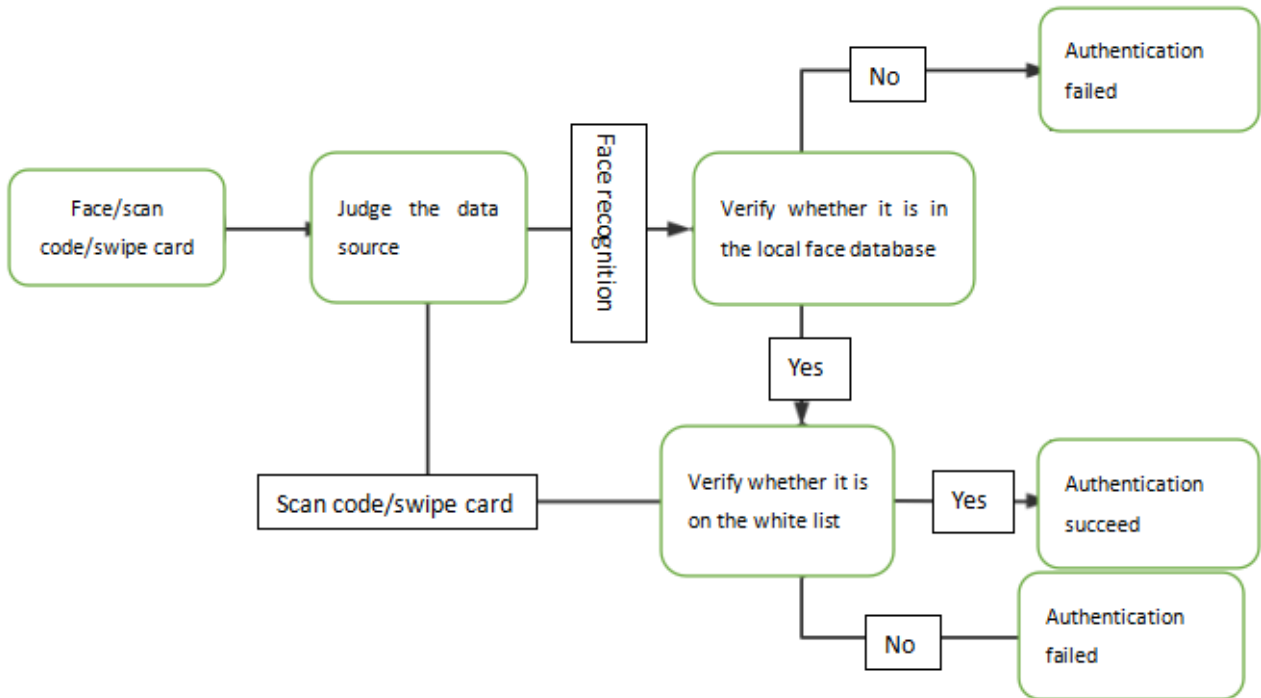 No
Authentication
failed
Face recognition
Face/scan
code/swipe card
Judge the data
source
Verify whether it is in
the local face database
Yes
Scan code/swipe card
Verify whether it is
on the white list
Yes
Authentication
succeed
No
Authentication
failed